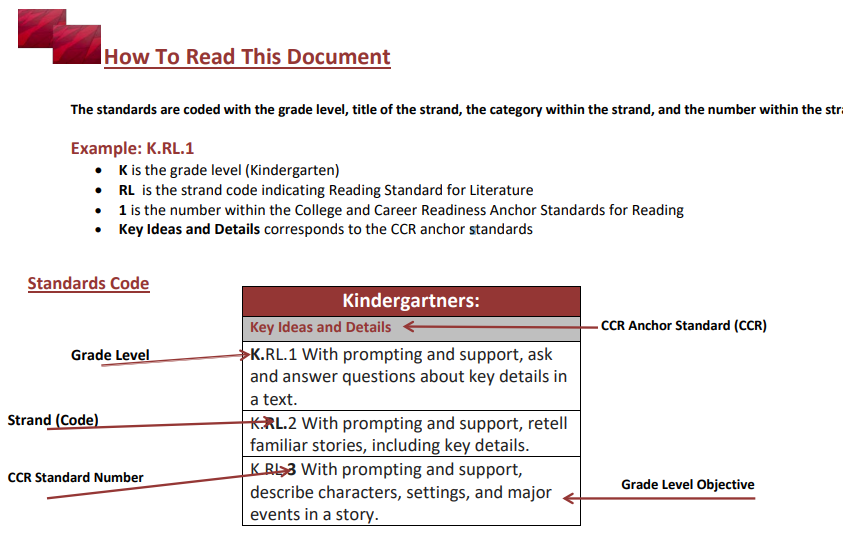 How To Read This Document
The standards are coded with the grade level, title of the strand, the category within the strand, and the number within the
Example: K.RL.1
• K is the grade level (Kindergarten)
• RL is the strand code indicating Reading Standard for Literature
• 1 is the number within the College and Career Readiness Anchor Standards for Reading
• Key Ideas and Details corresponds to the CCR anchor standards
Standards Code
Kindergartners:
Key Ideas and Details
CCR Anchor Standard (CCR)
Grade Level
K.RL.1 With prompting and support, ask
and answer questions about key details in
a text.
Strand (Code)
K.RL.2 With prompting and support, retell
familiar stories, including key details.
CCR Standard Number
K.RL.3 With prompting and support,
describe characters, settings, and major
events in a story.
Grade Level Objective